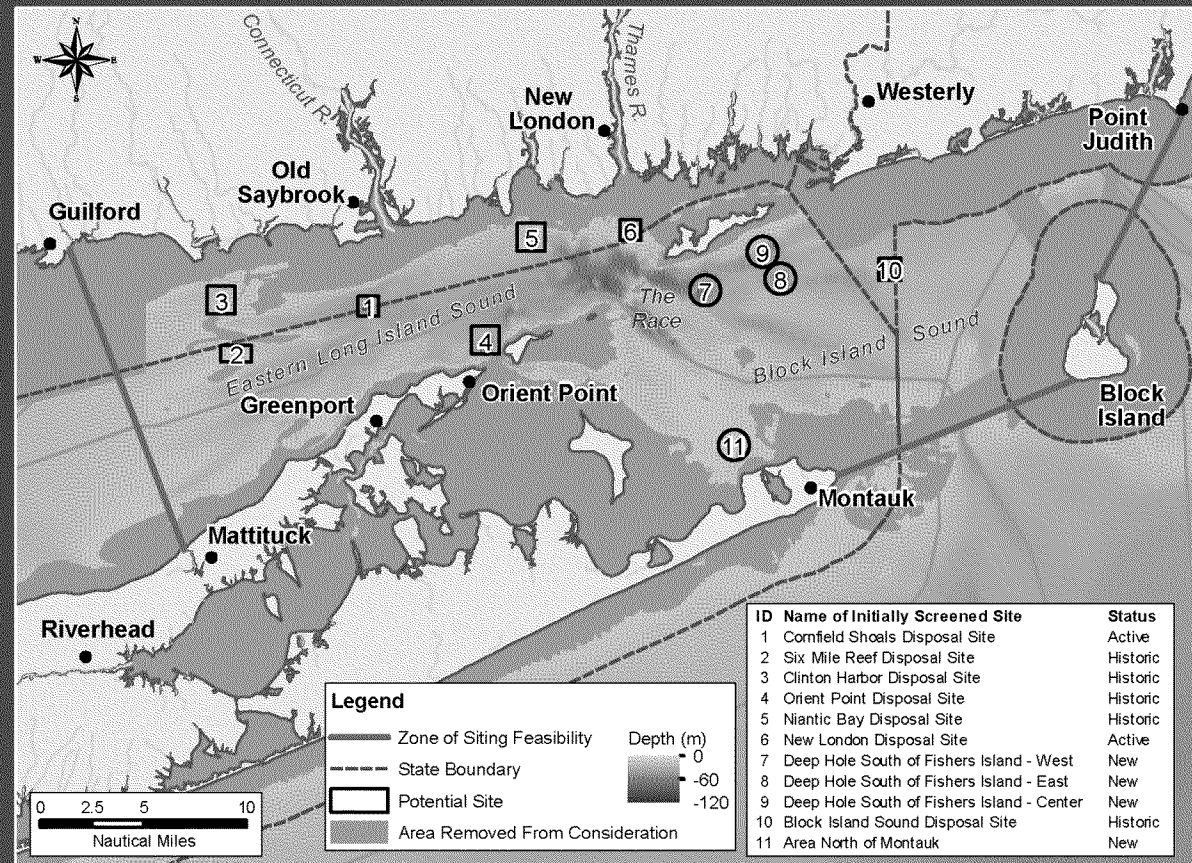 N
W E
S
Connecticut R.
Thames R.
New
London
Westerly
Point
Judith
Old
Saybrook
Guilford
5
6
9
8
7
10
3
1
2
4
The
Race
Eastern Long Island Sound
Block Island Sound
Greenport
Orient Point
Block
Island
11
Montauk
Mattituck
Riverhead
ID Name of Initially Screened Site Status
1 Cornfield Shoals Disposal Site Active
2 Six Mile Reef Disposal Site Historic
3 Clinton Harbor Disposal Site Historic
4 Orient Point Disposal Site Historic
5 Niantic Bay Disposal Site Historic
6 New London Disposal Site Active
7 Deep Hole South of Fishers Island - West New
8 Deep Hole South of Fishers Island - East New
9 Deep Hole South of Fishers Island - Center New
10 Block Island Sound Disposal Site Historic
11 Area North of Montauk New
Legend
Zone of Siting Feasibility
State Boundary
Potential Site
Area Removed From Consideration
Depth (m)
0
-60
-120
0 2.5 5 10
Nautical Miles